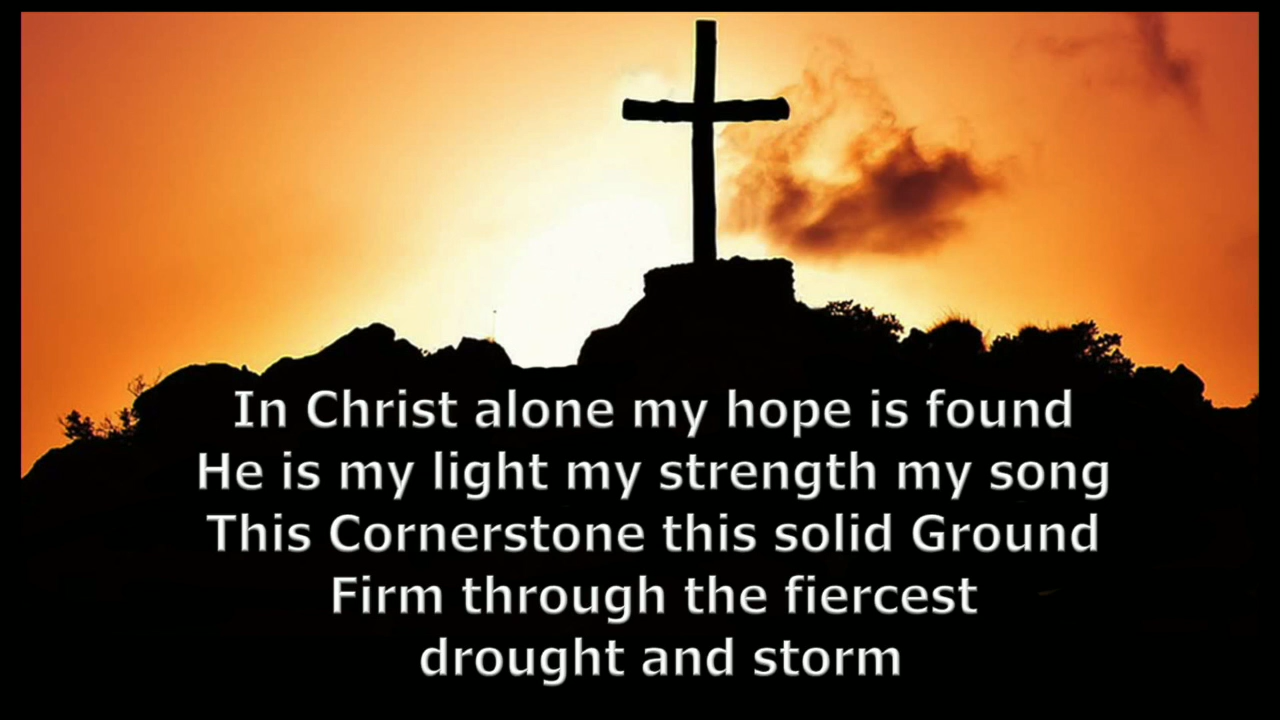 In Christ alone my hope is found
He is my light my strength my song
This Cornerstone this solid Ground
Firm through the fiercest
drought and storm